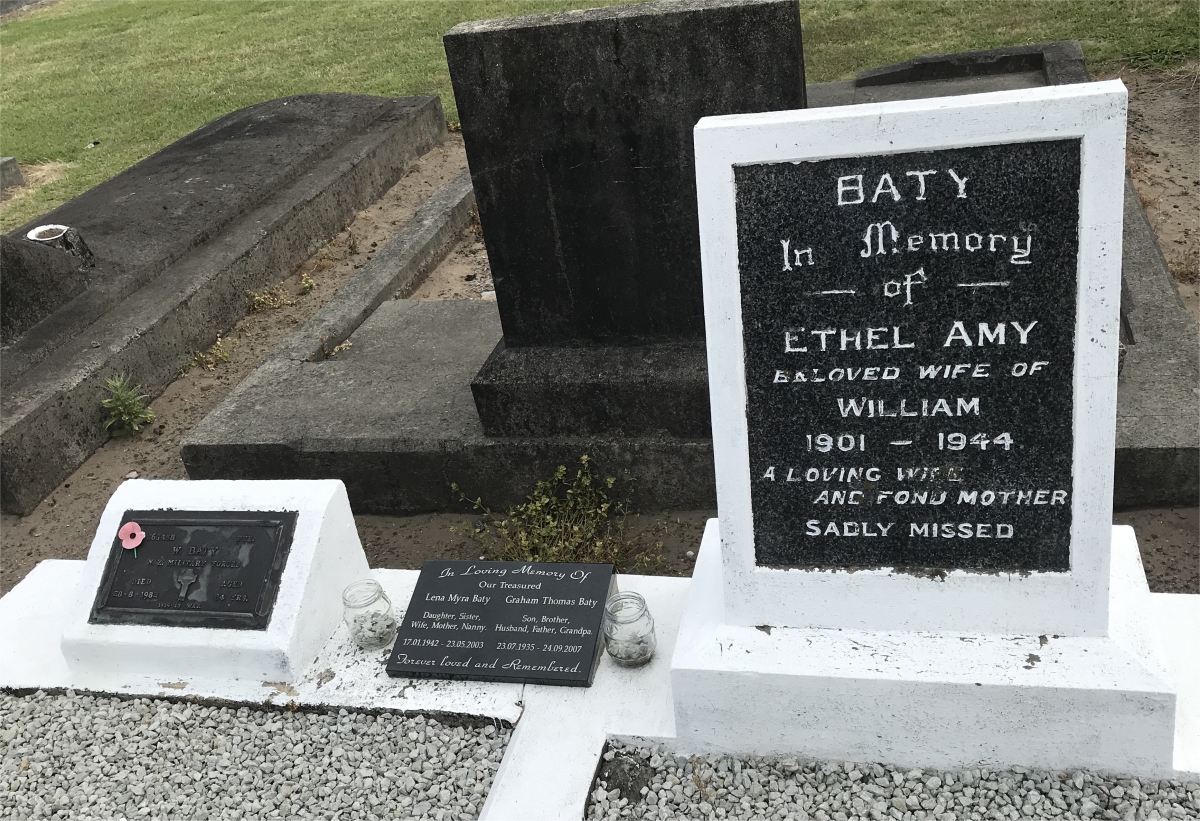 W. BATY
N.Z. MILITARY FORCES
DIED
AGED
YRS.
In Loving Memory Of
Our Treasured
Lena Myra Baty Graham Thomas Baty
Daughter, Sister, Son, Brother,
Wife, Mother, Nanny. Husband, Father, Grandpa.
17.01.1942 - 23.05.2003 23.07.1935 - 24.09.2007
Forever loved and Remembered.
BATY
In Memory
— of —
ETHEL AMY
BELOVED WIFE OF
WILLIAM
1901 — 1944
A LOVING WIFE
AND FOND MOTHER
SADLY MISSED